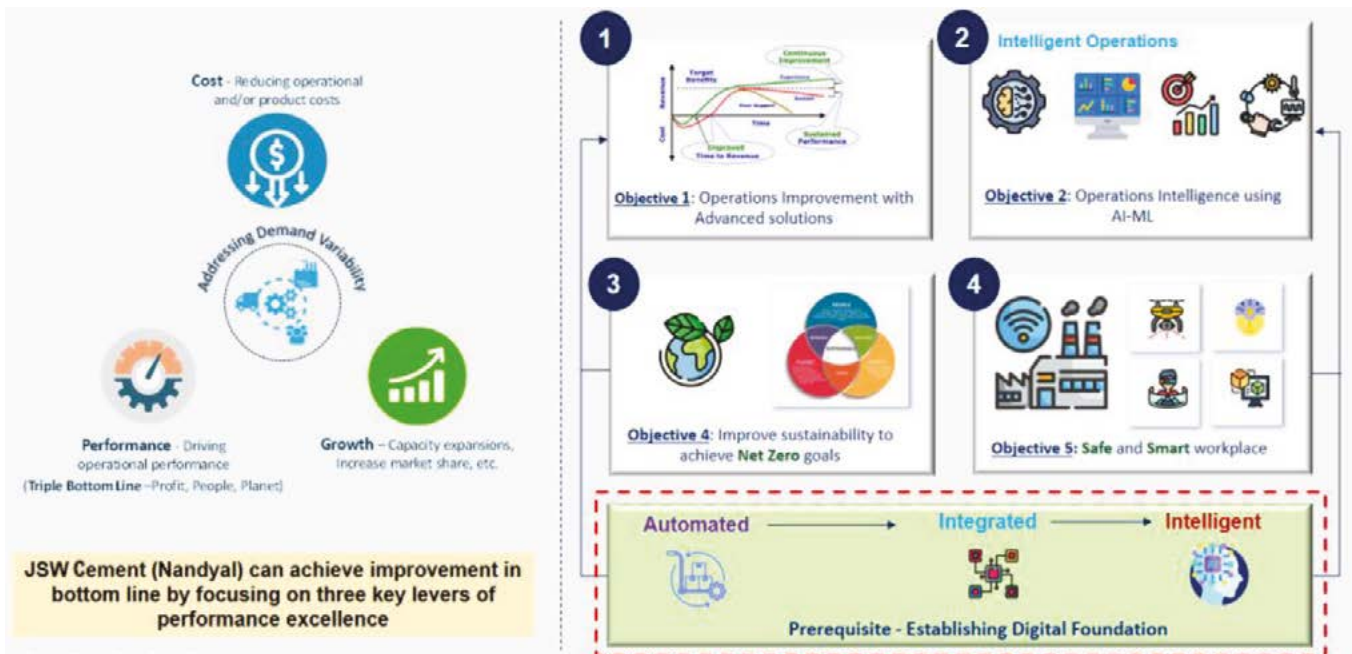 Cost - Reducing operational
and/or product costs
Addressing Demand Variability
Performance - Driving
operational performance
(Triple Bottom Line –Profit, People, Planet)
Growth – Capacity expansions,
Increase market share, etc.
JSW Cement (Nandyal) can achieve improvement in
bottom line by focusing on three key levers of
performance excellence
1
Continuous
Improvement
Target
Benefits
Revenue
Cost
Time
Improved
Time to Revenue
Sustained
Performance
Objective 1: Operations Improvement with
Advanced solutions
2
Intelligent Operations
Objective 2: Operations Intelligence using
AI-ML
3
Objective 4: Improve sustainability to
achieve Net Zero goals
4
Objective 5: Safe and Smart workplace
Automated
Integrated
Intelligent
Prerequisite - Establishing Digital Foundation